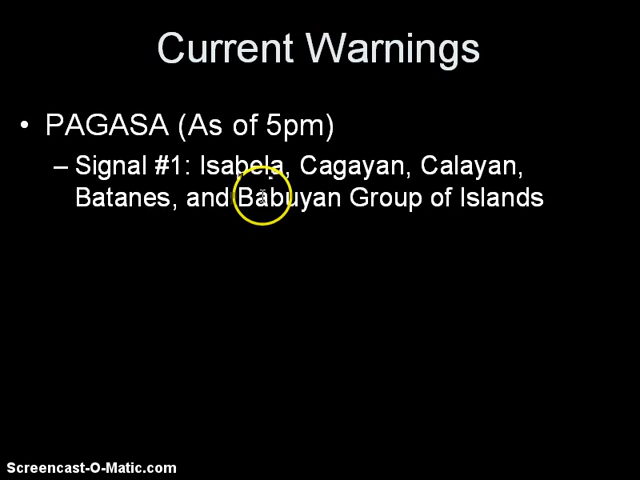 Current Warnings
• PAGASA (As of 5pm)
– Signal #1: Isabela, Cagayan, Calayan,
Batanes, and Babuyan Group of Islands
Screencast-O-Matic.com